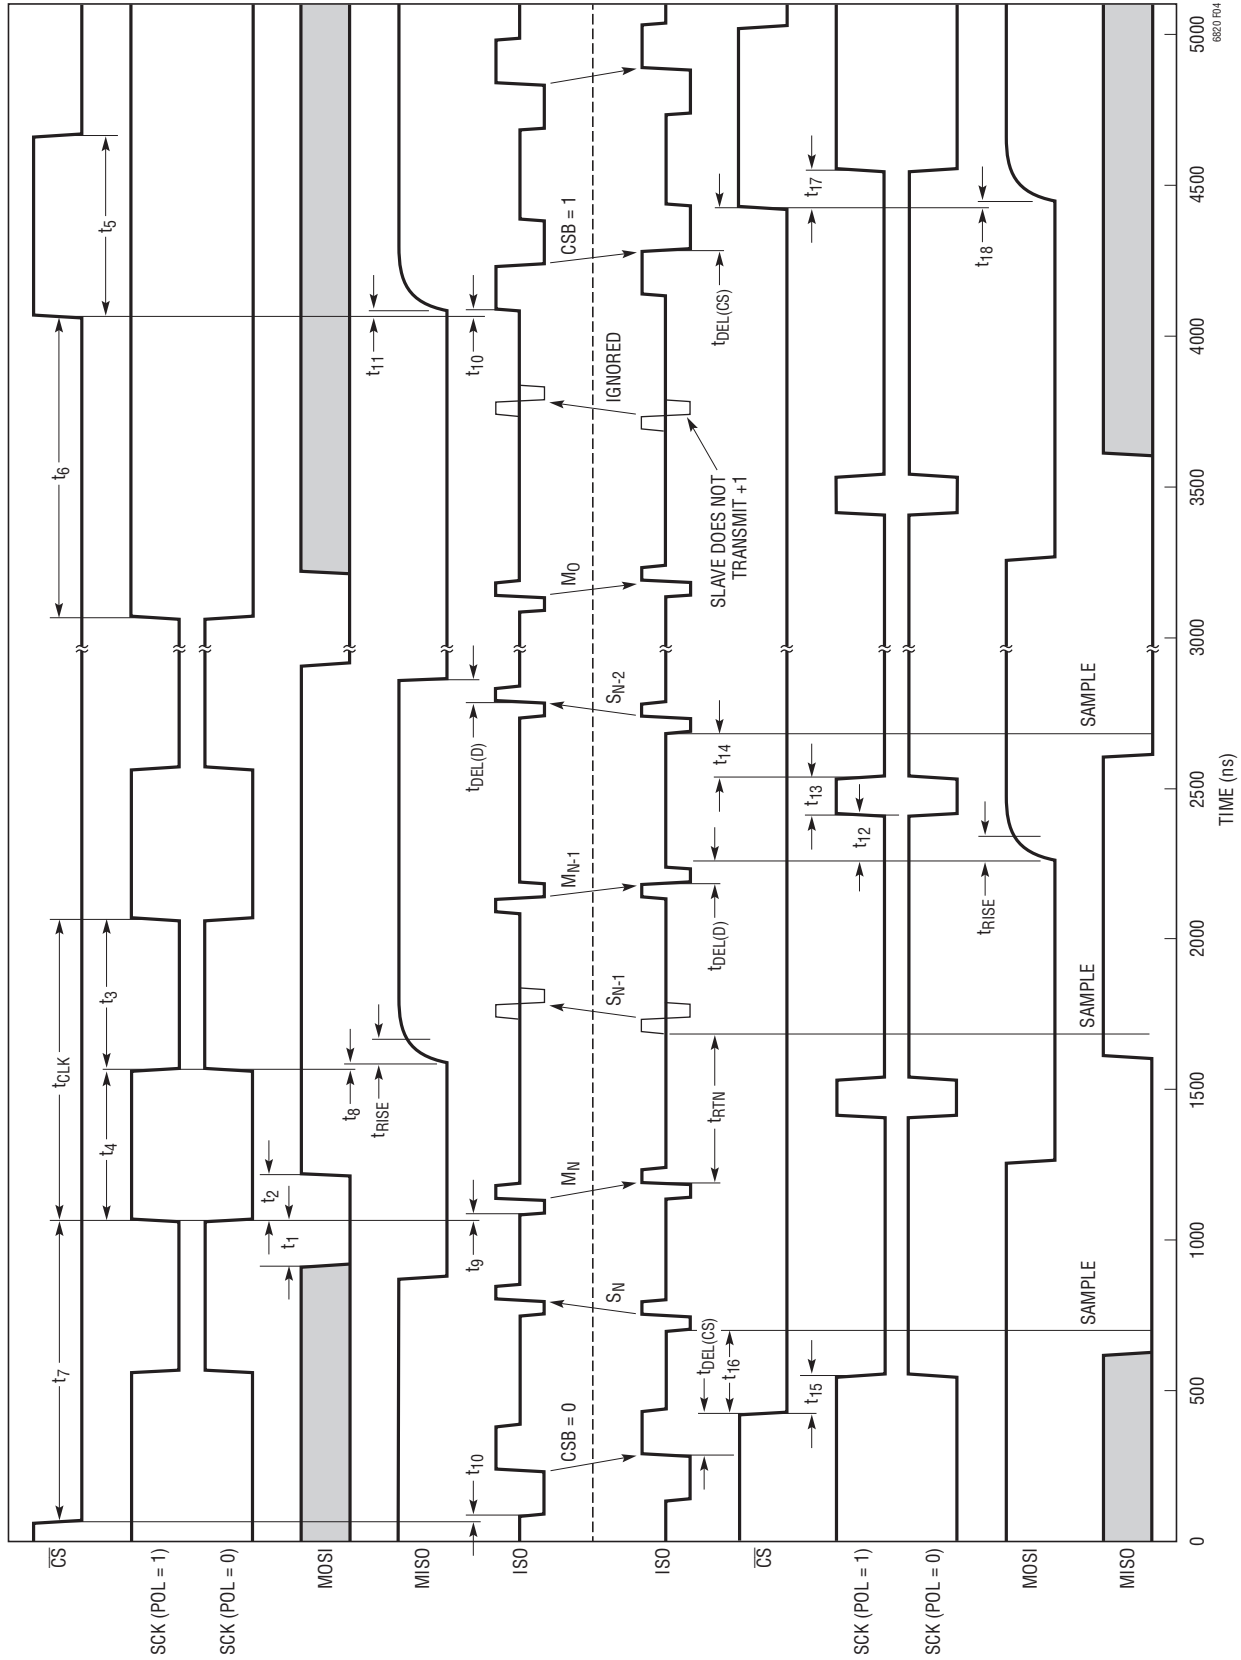 CS
t7
t6
t5
SCK (POL = 1)
t4
t3
tCLK
SCK (POL = 0)
t1
t2
MOSI
t8
tRISE
t11
MISO
t10
t9
tDEL(D)
t10
ISO
CSB = 0
SN
MN
SN-1
MN-1
SN-2
MO
IGNORED
CSB = 1
ISO
tDEL(CS)
t16
tRTN
tDEL(D)
t14
SLAVE DOES NOT
TRANSMIT +1
tDEL(CS)
CS
t15
t12
t13
t17
SCK (POL = 1)
SCK (POL = 0)
tRISE
t18
MOSI
SAMPLE
SAMPLE
SAMPLE
MISO
0
500
1000
1500
2000
2500
3000
3500
4000
4500
5000
TIME (ns)
6820 F04